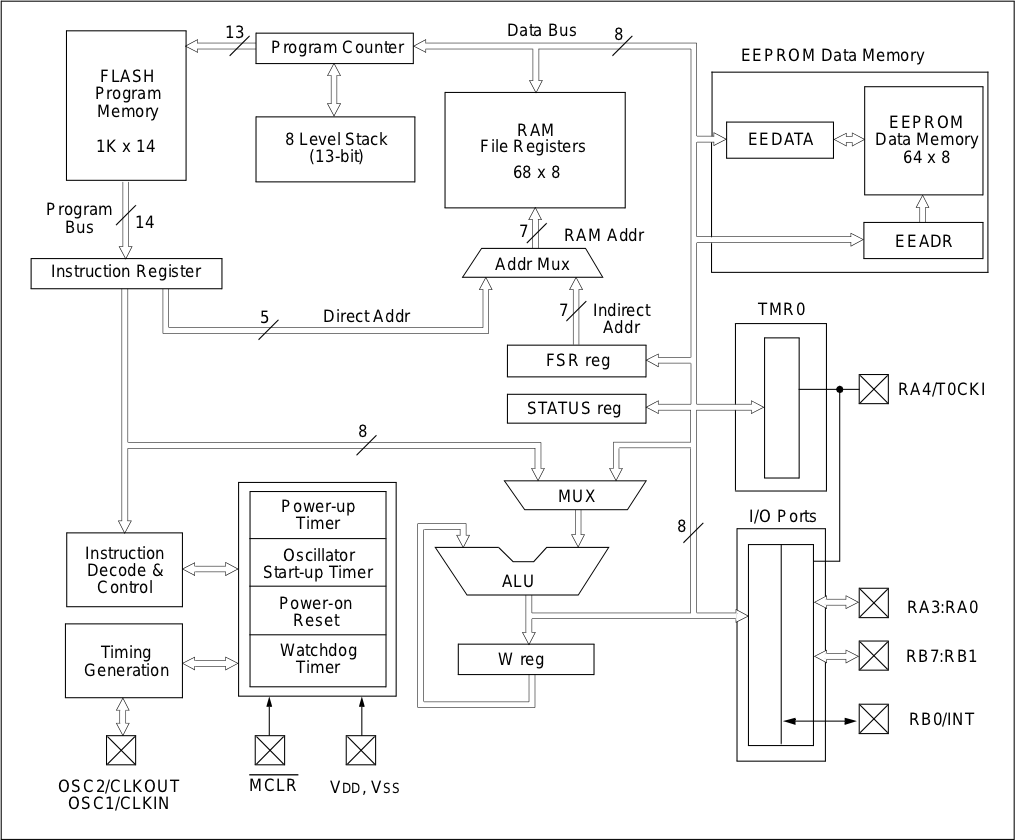 13
Program Counter
Data Bus
8
EEPROM Data Memory
FLASH
Program
Memory
1K x 14
8 Level Stack
(13-bit)
RAM
File Registers
68 x 8
EEDATA
EEPROM
Data Memory
64 x 8
Program
Bus
14
7
RAM Addr
EEADR
Instruction Register
Addr Mux
5
Direct Addr
7
Indirect
Addr
TMR0
FSR reg
STATUS reg
RA4/T0CKI
8
MUX
Power-up
Timer
8
I/O Ports
Instruction
Decode &
Control
Oscillator
Start-up Timer
ALU
Power-on
Reset
RA3:RA0
Timing
Generation
Watchdog
Timer
W reg
RB7:RB1
RB0/INT
OSC2/CLKOUT
OSC1/CLKIN
MCLR
VDD, VSS